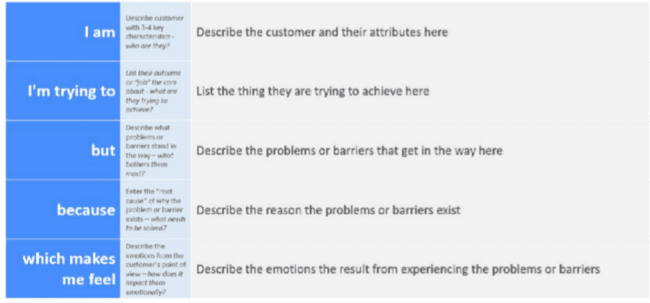 I am
Describe customer
with 3-4 key
characteristics -
who are they?
Describe the customer and their attributes here
I'm trying to
List their outcome
or "job" the care
about - what are
they trying to
achieve?
List the thing they are trying to achieve here
but
Describe what
problems or
barriers stand in
the way – what
bothers them
most?
Describe the problems or barriers that get in the way here
because
Enter the "root
cause" of why the
problem or barrier
exists – what needs
to be solved?
Describe the reason the problems or barriers exist
which makes
me feel
Describe the
emotions from the
customer's point of
view – how does it
impact them
emotionally?
Describe the emotions the result from experiencing the problems or barriers